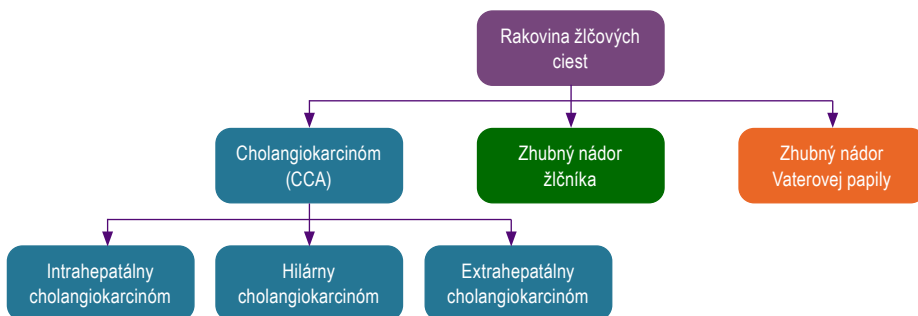 Rakovina žlčových
ciest
Cholangiokarcinóm
(CCA)
Zhubný nádor
žlčníka
Zhubný nádor
Vaterovej papily
Intrahepatálny
cholangiokarcinóm
Hilárny
cholangiokarcinóm
Extrahepatálny
cholangiokarcinóm